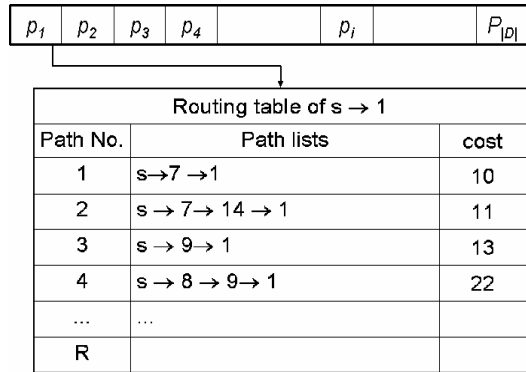 p1 p2 p3 p4 pi P|D|
Routing table of s → 1
Path No. Path lists cost
1 s→7 →1 10
2 s → 7→ 14 → 1 11
3 s → 9→ 1 13
4 s → 8 → 9→ 1 22
... ...
R